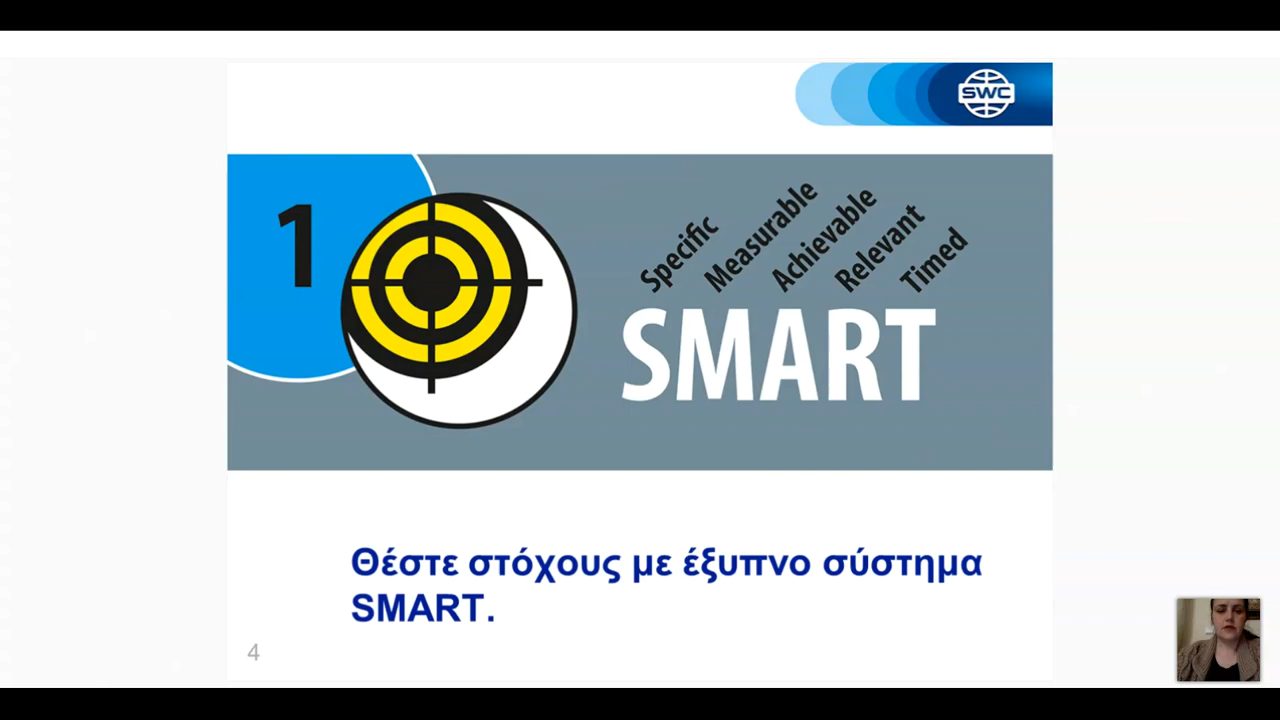 SWC
1
Specific
Measurable
Achievable
Relevant
Timed
SMART
Θέστε στόχους με έξυπνο σύστημα
SMART.
4